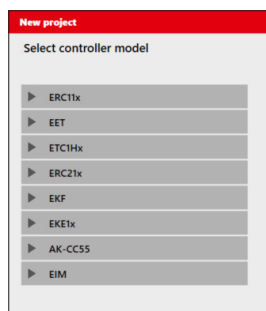 New project
Select controller model
ERC11x
EET
ETC1Hx
ERC21x
EKF
EKE1x
AK-CC55
EIM